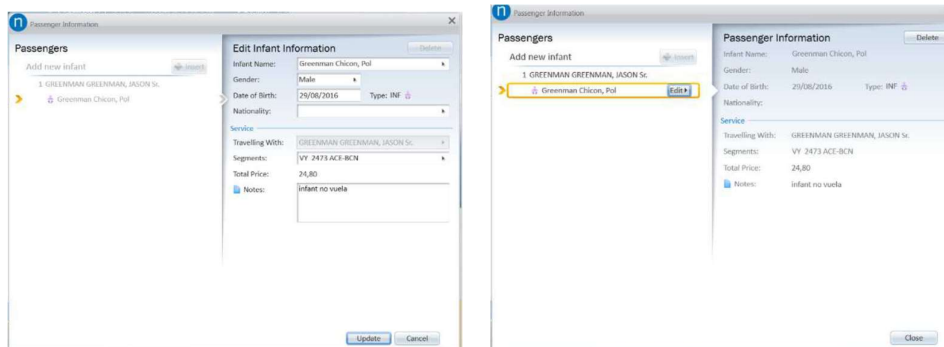 n Passenger Information
Passengers
Add new infant Insert
1 GREENMAN GREENMAN, JASON Sr.
Greenman Chicon, Pol
Edit Infant Information Delete
Infant Name: Greenman Chicon, Pol
Gender: Male
Date of Birth: 29/08/2016 Type: INF
Nationality:
Service
Travelling With: GREENMAN GREENMAN, JASON Sr.
Segments: VY 2473 ACE-BCN
Total Price: 24,80
Notes: infant no vuela
Update Cancel
n Passenger Information
Passengers
Add new infant Insert
1 GREENMAN GREENMAN, JASON Sr.
Greenman Chicon, Pol Edit
Passenger Information Delete
Infant Name: Greenman Chicon, Pol
Gender: Male
Date of Birth: 29/08/2016 Type: INF
Nationality:
Service
Travelling With: GREENMAN GREENMAN, JASON Sr.
Segments: VY 2473 ACE-BCN
Total Price: 24,80
Notes: infant no vuela
Close